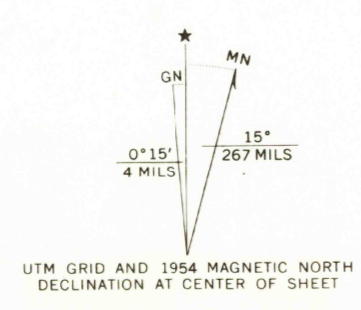 ★
MN
GN
0°15′
4 MILS
15°
267 MILS
UTM GRID AND 1954 MAGNETIC NORTH
DECLINATION AT CENTER OF SHEET